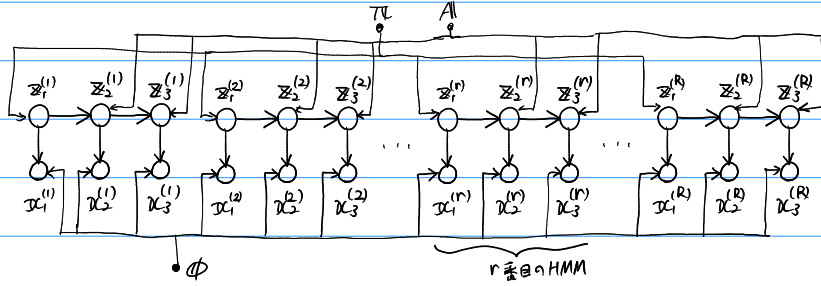 π A
z₁⁽¹⁾ z₂⁽¹⁾ z₃⁽¹⁾ z₁⁽²⁾ z₂⁽²⁾ z₃⁽²⁾ z₁⁽ʳ⁾ z₂⁽ʳ⁾ z₃⁽ʳ⁾ z₁⁽ᴿ⁾ z₂⁽ᴿ⁾ z₃⁽ᴿ⁾
... ...
x₁⁽¹⁾ x₂⁽¹⁾ x₃⁽¹⁾ x₁⁽²⁾ x₂⁽²⁾ x₃⁽²⁾ x₁⁽ʳ⁾ x₂⁽ʳ⁾ x₃⁽ʳ⁾ x₁⁽ᴿ⁾ x₂⁽ᴿ⁾ x₃⁽ᴿ⁾
φ
r番目のHMM